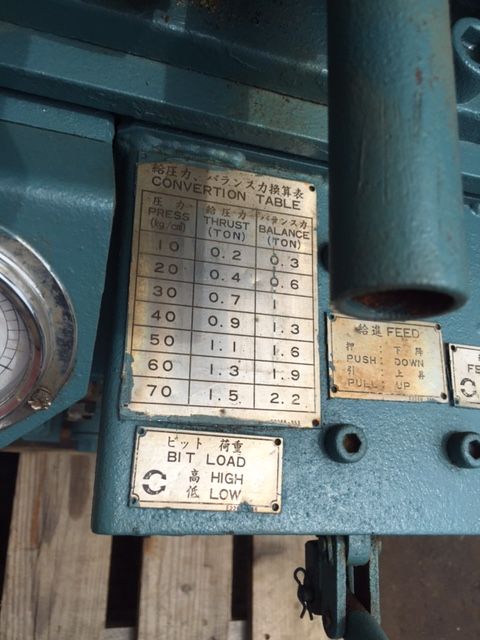 給圧力、バランス力換算表
CONVERTION TABLE
圧 力 給 圧 力 バランス力
PRESS THRUST BALANCE
(kg/㎠) (TON) (TON)
10 0.2 0.3
20 0.4 0.6
30 0.7 1
40 0.9 1.3
50 1.1 1.6
60 1.3 1.9
70 1.5 2.2
ビット 荷重
BIT LOAD
高 HIGH
低 LOW
給進 FEED
押 : 下 降
PUSH : DOWN
引 : 上 昇
PULL : UP